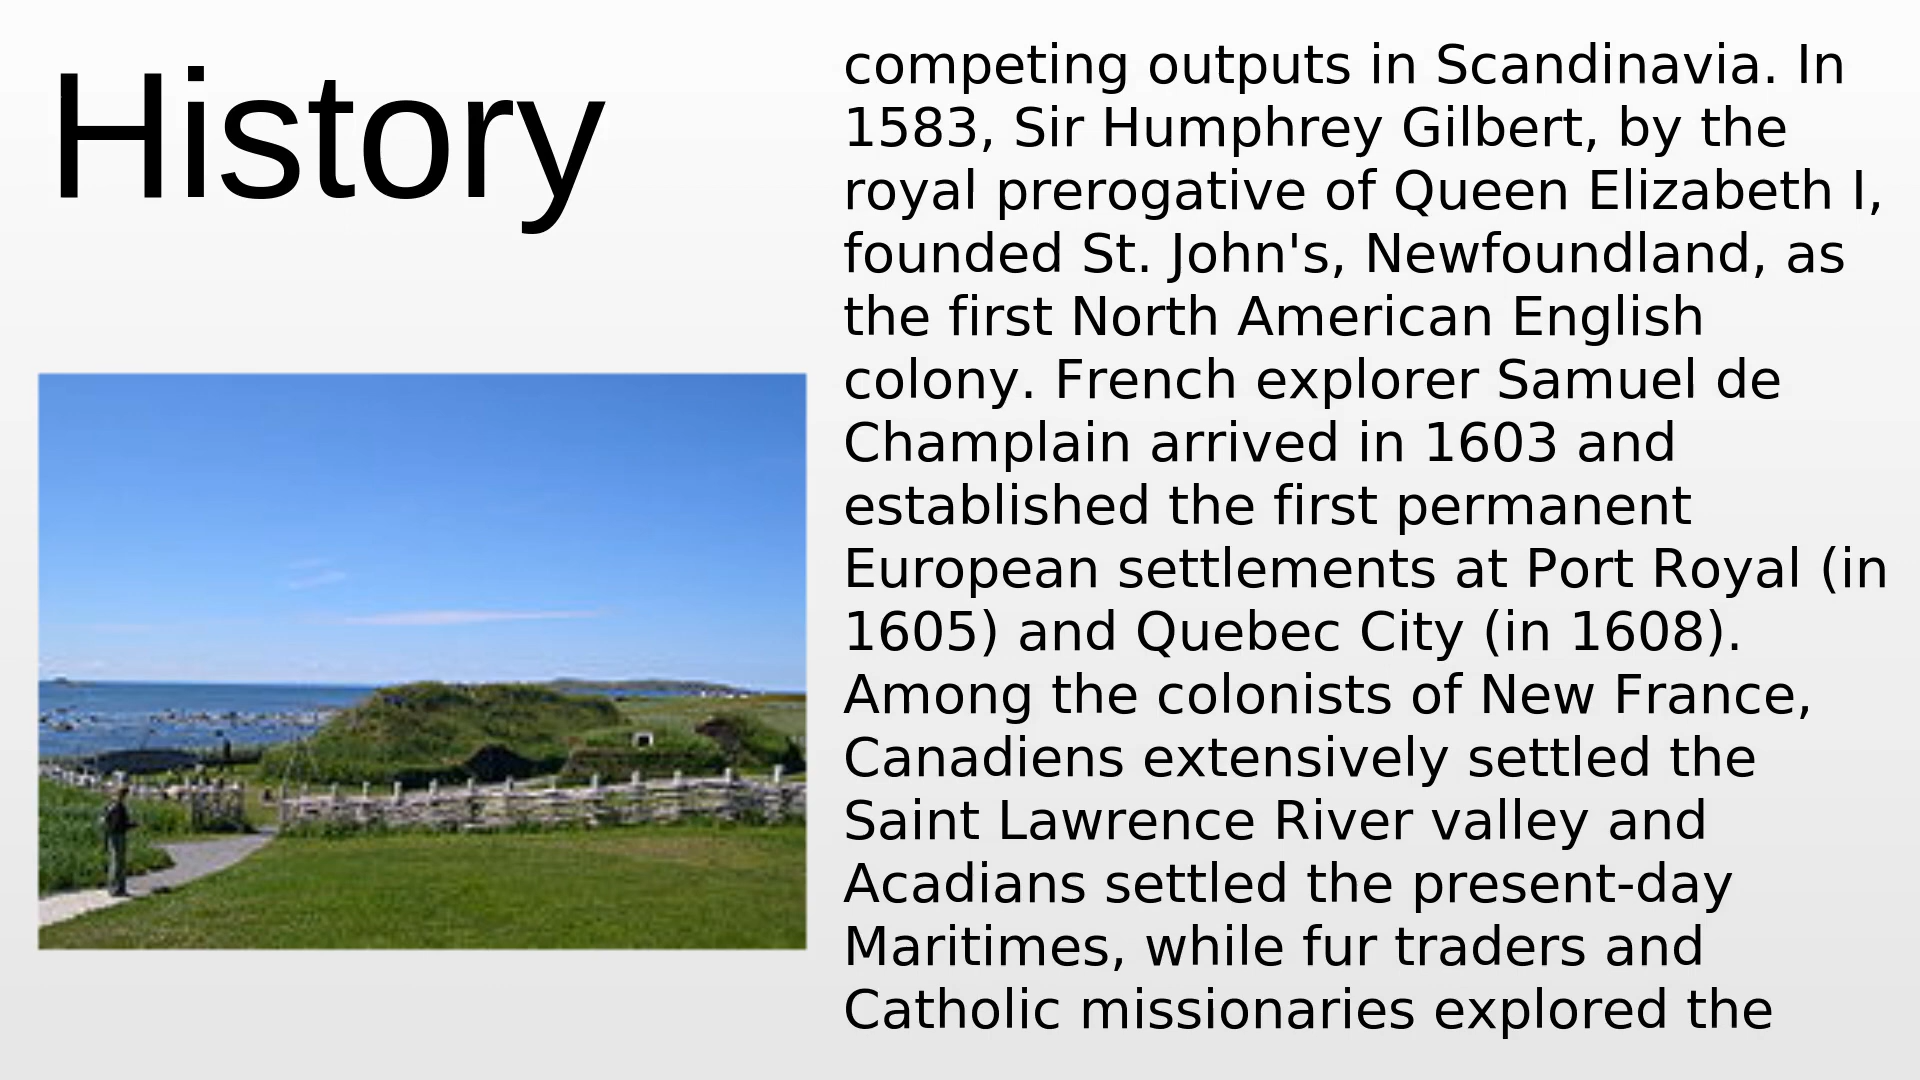 History
competing outputs in Scandinavia. In
1583, Sir Humphrey Gilbert, by the
royal prerogative of Queen Elizabeth I,
founded St. John's, Newfoundland, as
the first North American English
colony. French explorer Samuel de
Champlain arrived in 1603 and
established the first permanent
European settlements at Port Royal (in
1605) and Quebec City (in 1608).
Among the colonists of New France,
Canadiens extensively settled the
Saint Lawrence River valley and
Acadians settled the present-day
Maritimes, while fur traders and
Catholic missionaries explored the